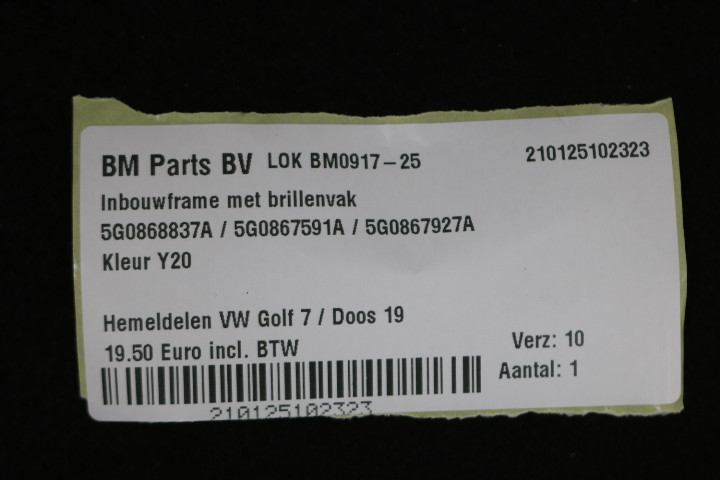 BM Parts BV LOK BM0917-25 210125102323
Inbouwframe met brillenvak
5G0868837A / 5G0867591A / 5G0867927A
Kleur Y20
Hemeldelen VW Golf 7 / Doos 19
19.50 Euro incl. BTW Verz: 10
Aantal: 1
210125102323